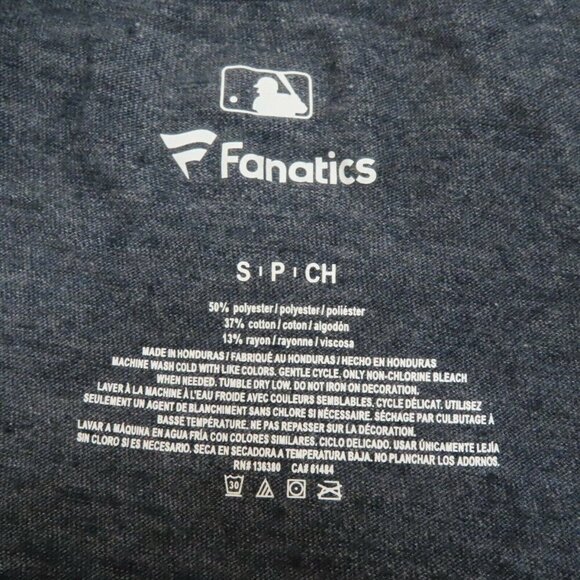 Fanatics
S | P | CH
50% polyester / polyester / poliéster
37% cotton / coton / algodón
13% rayon / rayonne / viscosa
MADE IN HONDURAS / FABRIQUÉ AU HONDURAS / HECHO EN HONDURAS
MACHINE WASH COLD WITH LIKE COLORS. GENTLE CYCLE. ONLY NON-CHLORINE BLEACH
WHEN NEEDED. TUMBLE DRY LOW. DO NOT IRON ON DECORATION.
LAVER À LA MACHINE À L'EAU FROIDE AVEC COULEURS SEMBLABLES. CYCLE DÉLICAT. UTILISEZ
SEULEMENT UN AGENT DE BLANCHIMENT SANS CHLORE SI NÉCESSAIRE. SÉCHAGE PAR CULBUTAGE À
BASSE TEMPÉRATURE. NE PAS REPASSER SUR LA DÉCORATION.
LAVAR A MÁQUINA EN AGUA FRÍA CON COLORES SIMILARES. CICLO DELICADO. USAR ÚNICAMENTE LEJÍA
SIN CLORO SI ES NECESARIO. SECA EN SECADORA A TEMPERATURA BAJA. NO PLANCHAR LOS ADORNOS.
RN# 136380 CA# 61484
30